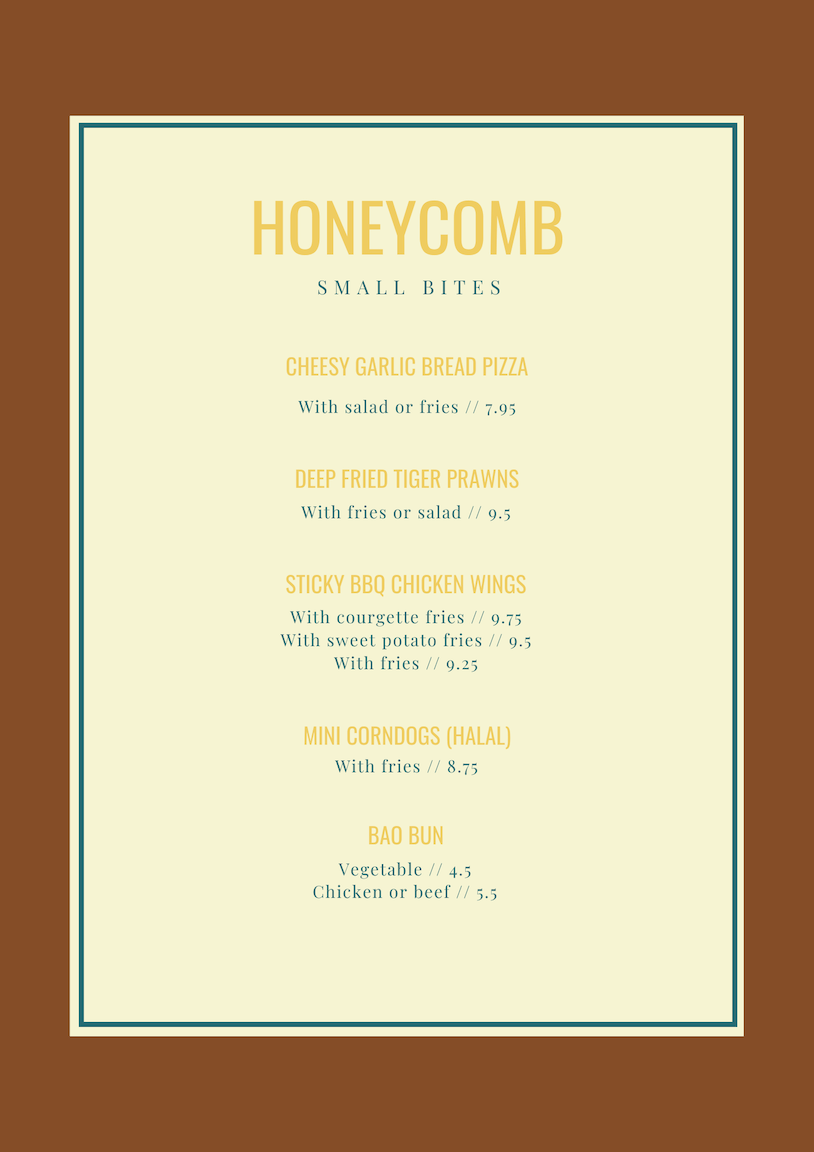 HONEYCOMB
SMALL BITES
CHEESY GARLIC BREAD PIZZA
With salad or fries // 7.95
DEEP FRIED TIGER PRAWNS
With fries or salad // 9.5
STICKY BBQ CHICKEN WINGS
With courgette fries // 9.75
With sweet potato fries // 9.5
With fries // 9.25
MINI CORNDOGS (HALAL)
With fries // 8.75
BAO BUN
Vegetable // 4.5
Chicken or beef // 5.5